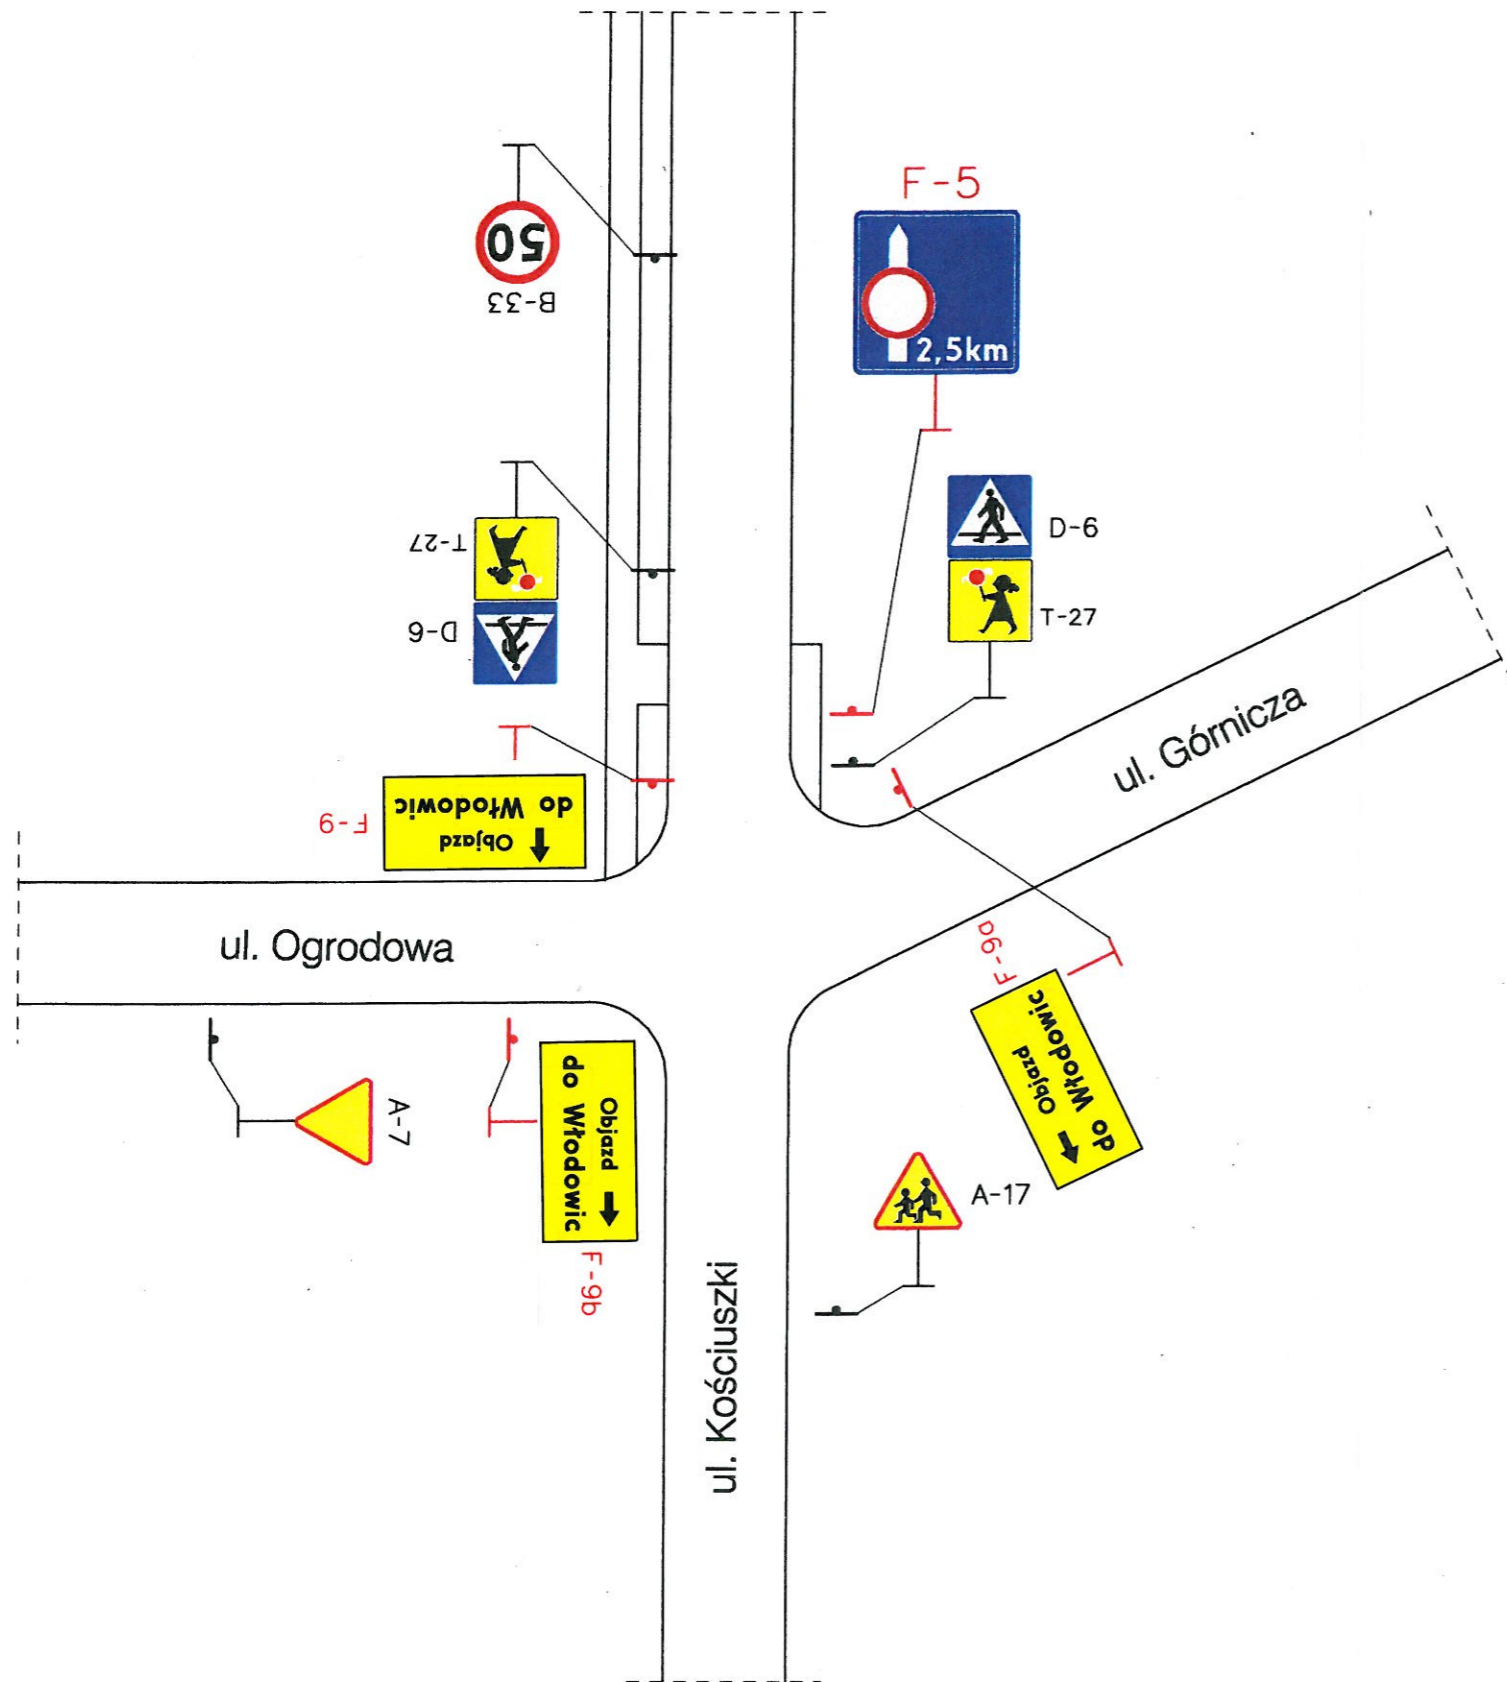 F-5
2,5km
50
B-33
D-6
T-27
T-27
D-6
ul. Górnicza
Objazd
do Włodowic
F-9
ul. Ogrodowa
F-9a
Objazd
do Włodowic
A-7
Objazd
do Włodowic
F-9b
A-17
ul. Kościuszki